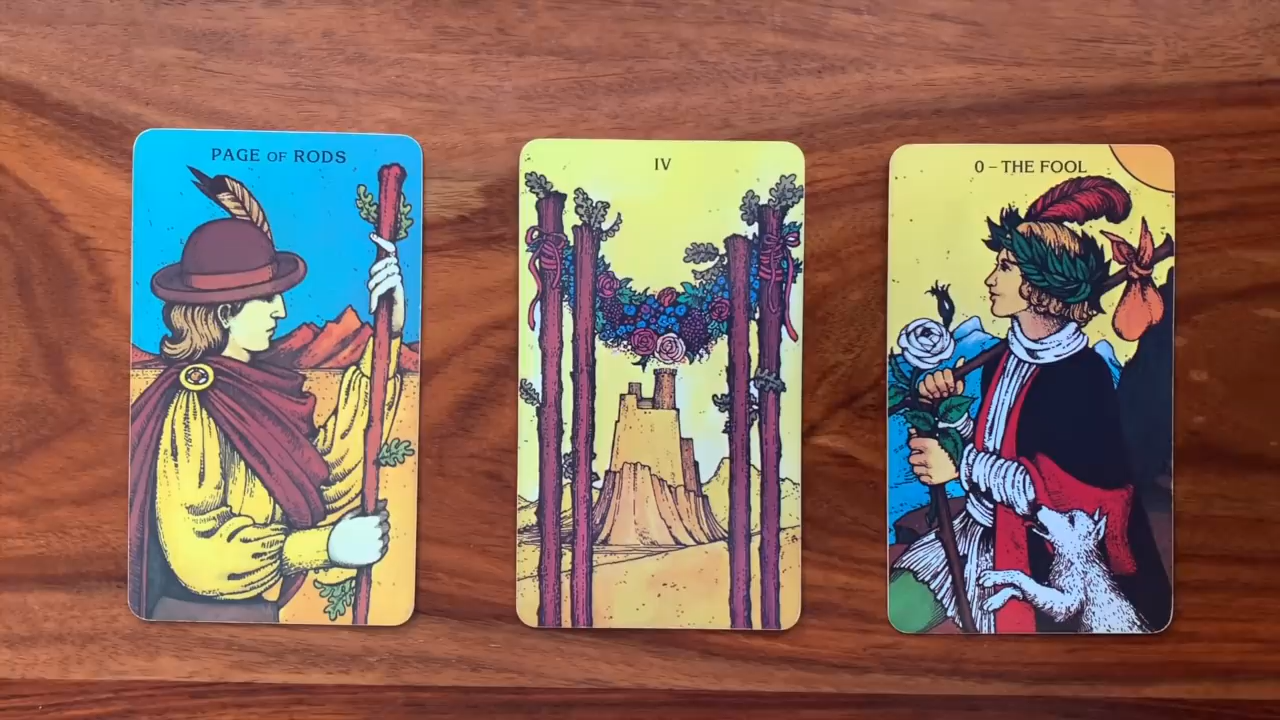 PAGE OF RODS
IV
0 – THE FOOL